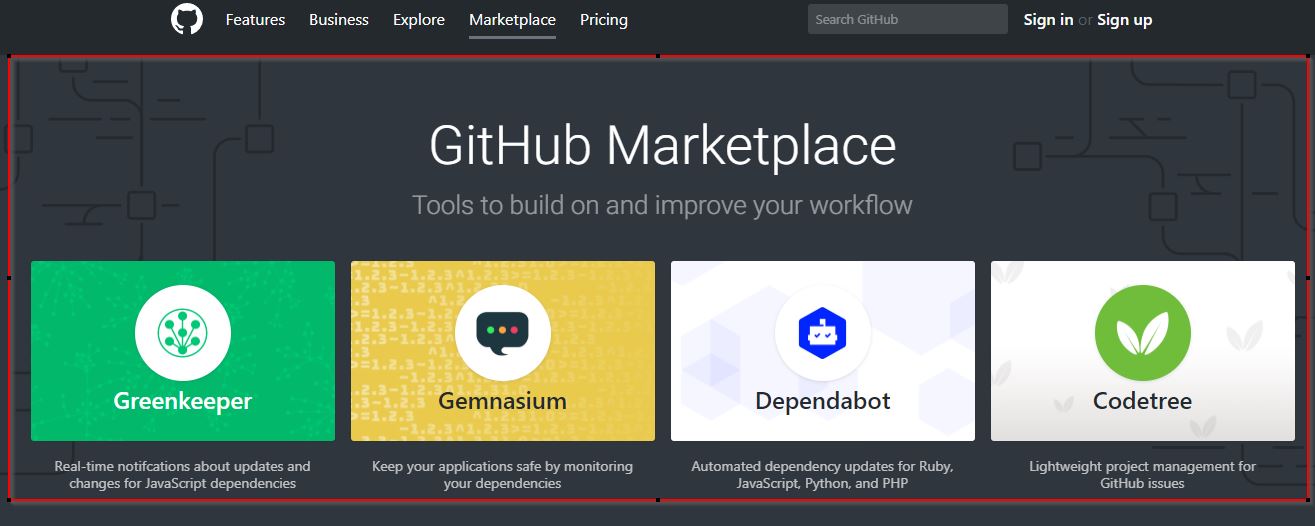 Features Business Explore Marketplace Pricing Search GitHub Sign in or Sign up
GitHub Marketplace
Tools to build on and improve your workflow
Greenkeeper
Gemnasium
Dependabot
Codetree
Real-time notifcations about updates and
changes for JavaScript dependencies
Keep your applications safe by monitoring
your dependencies
Automated dependency updates for Ruby,
JavaScript, Python, and PHP
Lightweight project management for
GitHub issues